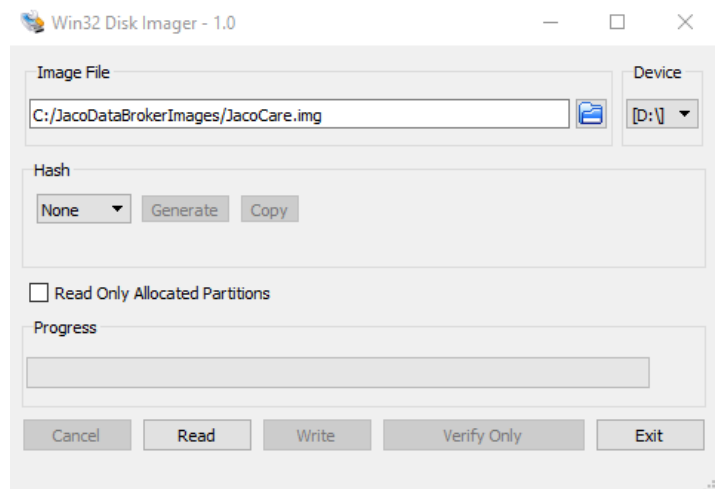 Win32 Disk Imager - 1.0
Image File
Device
C:/JacoDataBrokerImages/JacoCare.img
[D:\]
Hash
None
Generate
Copy
Read Only Allocated Partitions
Progress
Cancel
Read
Write
Verify Only
Exit